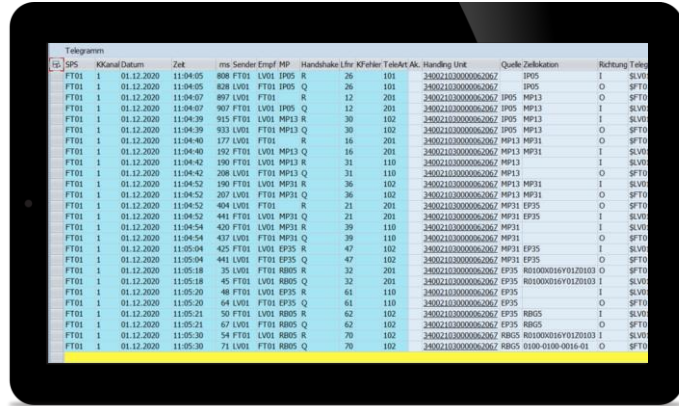 Telegramm
SPS KKanal Datum Zeit ms Sender Empf MP Handshake Lfnr KFehler TeleArt Ak. Handing Unit Quelle Ziellokation Richtung Teleg
FT01 1 01.12.2020 11:04:05 808 FT01 LV01 IP05 R 26 101 340021030000062067 IP05 I $LV0
FT01 1 01.12.2020 11:04:05 828 LV01 FT01 IP05 Q 26 101 340021030000062067 IP05 O $FT0
FT01 1 01.12.2020 11:04:07 897 LV01 FT01 R 12 201 340021030000062067 IP05 MP13 O $FT0
FT01 1 01.12.2020 11:04:07 907 FT01 LV01 IP05 Q 12 201 340021030000062067 IP05 MP13 I $LV0
FT01 1 01.12.2020 11:04:39 915 FT01 LV01 MP13 R 30 102 340021030000062067 IP05 MP13 I $LV0
FT01 1 01.12.2020 11:04:39 933 LV01 FT01 MP13 Q 30 102 340021030000062067 IP05 MP13 O $FT0
FT01 1 01.12.2020 11:04:40 177 LV01 FT01 R 16 201 340021030000062067 MP13 MP31 O $FT0
FT01 1 01.12.2020 11:04:40 192 FT01 LV01 MP13 Q 16 201 340021030000062067 MP13 MP31 I $LV0
FT01 1 01.12.2020 11:04:42 190 FT01 LV01 MP13 R 31 110 340021030000062067 MP13 I $LV0
FT01 1 01.12.2020 11:04:42 208 LV01 FT01 MP13 Q 31 110 340021030000062067 MP13 O $FT0
FT01 1 01.12.2020 11:04:52 190 FT01 LV01 MP31 R 36 102 340021030000062067 MP13 MP31 I $LV0
FT01 1 01.12.2020 11:04:52 207 LV01 FT01 MP31 Q 36 102 340021030000062067 MP13 MP31 O $FT0
FT01 1 01.12.2020 11:04:52 404 LV01 FT01 R 21 201 340021030000062067 MP31 EP35 O $FT0
FT01 1 01.12.2020 11:04:52 441 FT01 LV01 MP31 Q 21 201 340021030000062067 MP31 EP35 I $LV0
FT01 1 01.12.2020 11:04:54 420 FT01 LV01 MP31 R 39 110 340021030000062067 MP31 I $LV0
FT01 1 01.12.2020 11:04:54 437 LV01 FT01 MP31 Q 39 110 340021030000062067 MP31 O $FT0
FT01 1 01.12.2020 11:05:04 425 FT01 LV01 EP35 R 47 102 340021030000062067 MP31 EP35 I $LV0
FT01 1 01.12.2020 11:05:04 441 LV01 FT01 EP35 Q 47 102 340021030000062067 MP31 EP35 O $FT0
FT01 1 01.12.2020 11:05:18 35 LV01 FT01 RB05 R 32 201 340021030000062067 EP35 R0100X016Y01Z0103 O $FT0
FT01 1 01.12.2020 11:05:18 45 FT01 LV01 RB05 Q 32 201 340021030000062067 EP35 R0100X016Y01Z0103 I $LV0
FT01 1 01.12.2020 11:05:20 48 FT01 LV01 EP35 R 61 110 340021030000062067 EP35 I $LV0
FT01 1 01.12.2020 11:05:20 64 LV01 FT01 EP35 Q 61 110 340021030000062067 EP35 O $FT0
FT01 1 01.12.2020 11:05:21 50 FT01 LV01 RB05 R 62 102 340021030000062067 EP35 RBG5 I $LV0
FT01 1 01.12.2020 11:05:21 67 LV01 FT01 RB05 Q 62 102 340021030000062067 EP35 RBG5 O $FT0
FT01 1 01.12.2020 11:05:30 54 FT01 LV01 RB05 R 70 102 340021030000062067 RBG5 R0100X016Y01Z0103 I $LV0
FT01 1 01.12.2020 11:05:30 71 LV01 FT01 RB05 Q 70 102 340021030000062067 RBG5 0100-0100-0016-01 O $FT0